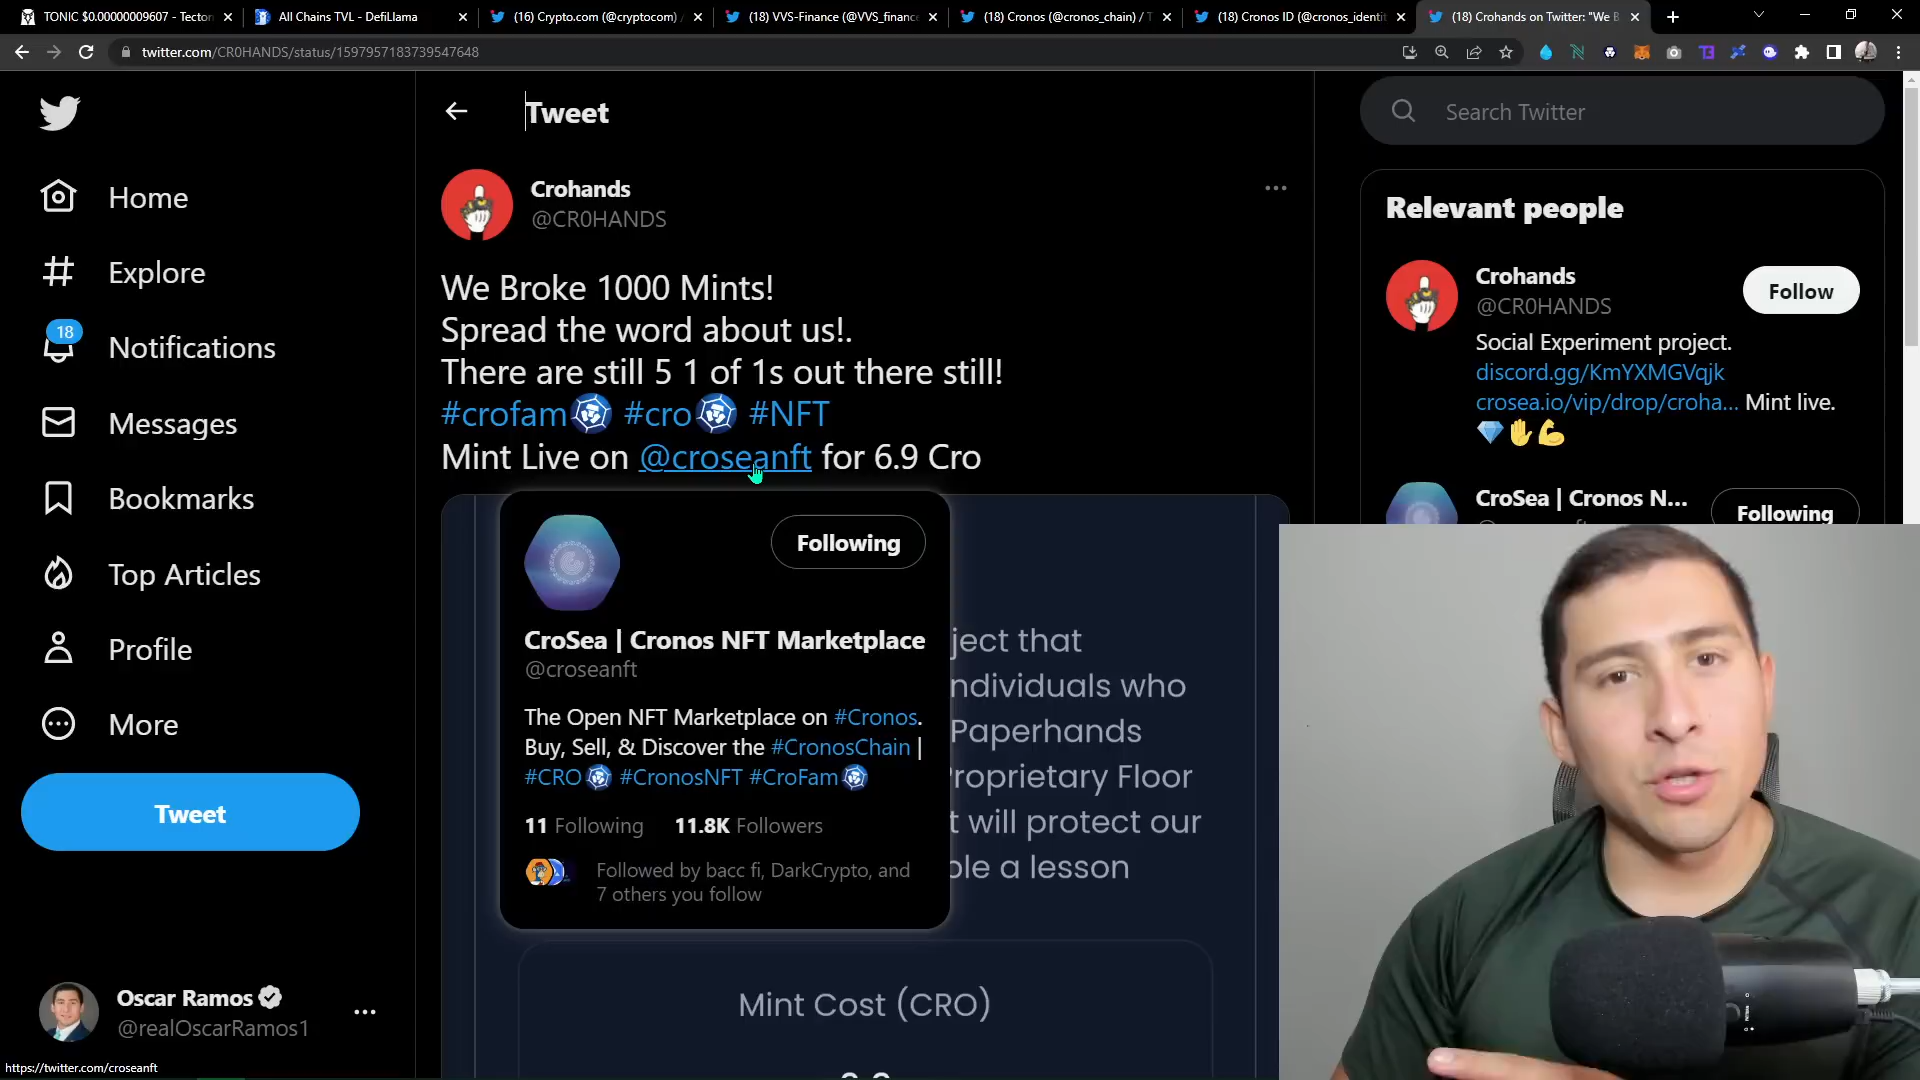 TONIC $0.00000009607 - Tecton
All Chains TVL - DefiLlama
(16) Crypto.com (@cryptocom) /
(18) VVS-Finance (@VVS_finance
(18) Cronos (@cronos_chain) / T
(18) Cronos ID (@cronos_identit
(18) Crohands on Twitter: "We B
twitter.com/CR0HANDS/status/1597957183739547648
Home
Explore
18
Notifications
Messages
Bookmarks
Top Articles
Profile
More
Tweet
Oscar Ramos
@realOscarRamos1
https://twitter.com/croseanft
Tweet
Crohands
@CR0HANDS
We Broke 1000 Mints!
Spread the word about us!.
There are still 5 1 of 1s out there still!
#crofam #cro #NFT
Mint Live on @croseanft for 6.9 Cro
Following
CroSea | Cronos NFT Marketplace
@croseanft
The Open NFT Marketplace on #Cronos.
Buy, Sell, & Discover the #CronosChain |
#CRO #CronosNFT #CroFam
11 Following 11.8K Followers
Followed by bacc fi, DarkCrypto, and
7 others you follow
ject that
ndividuals who
Paperhands
Proprietary Floor
t will protect our
ple a lesson
Mint Cost (CRO)
Search Twitter
Relevant people
Crohands
Follow
@CR0HANDS
Social Experiment project.
discord.gg/KmYXMGVqjk
crosea.io/vip/drop/croha... Mint live.
CroSea | Cronos N...
Following